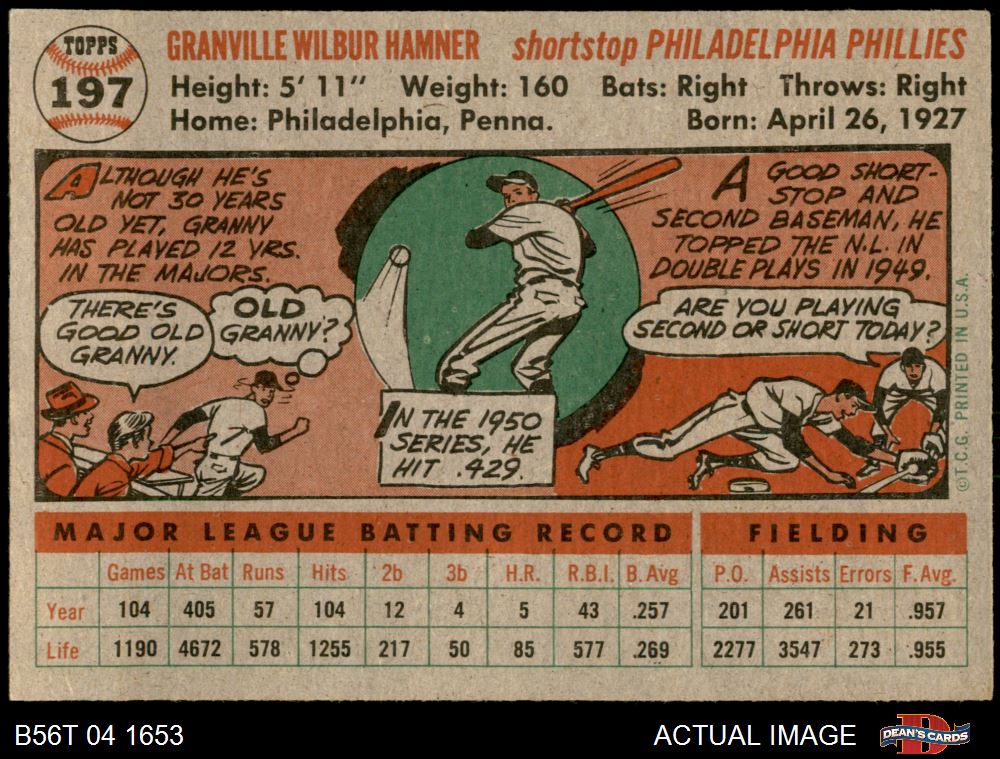 TOPPS
197
GRANVILLE WILBUR HAMNER shortstop PHILADELPHIA PHILLIES
Height: 5' 11" Weight: 160 Bats: Right Throws: Right
Home: Philadelphia, Penna. Born: April 26, 1927
ALTHOUGH HE'S
NOT 30 YEARS
OLD YET, GRANNY
HAS PLAYED 12 YRS.
IN THE MAJORS.
THERE'S
GOOD OLD
GRANNY.
OLD
GRANNY?
IN THE 1950
SERIES, HE
HIT .429.
A GOOD SHORT-
STOP AND
SECOND BASEMAN, HE
TOPPED THE N.L. IN
DOUBLE PLAYS IN 1949.
ARE YOU PLAYING
SECOND OR SHORT TODAY?
©T.C.G. PRINTED IN U.S.A.
MAJOR LEAGUE BATTING RECORD FIELDING
Games At Bat Runs Hits 2b 3b H.R. R.B.I. B. Avg P.O. Assists Errors F. Avg.
Year 104 405 57 104 12 4 5 43 .257 201 261 21 .957
Life 1190 4672 578 1255 217 50 85 577 .269 2277 3547 273 .955
B56T 04 1653 ACTUAL IMAGE DEAN'S CARDS